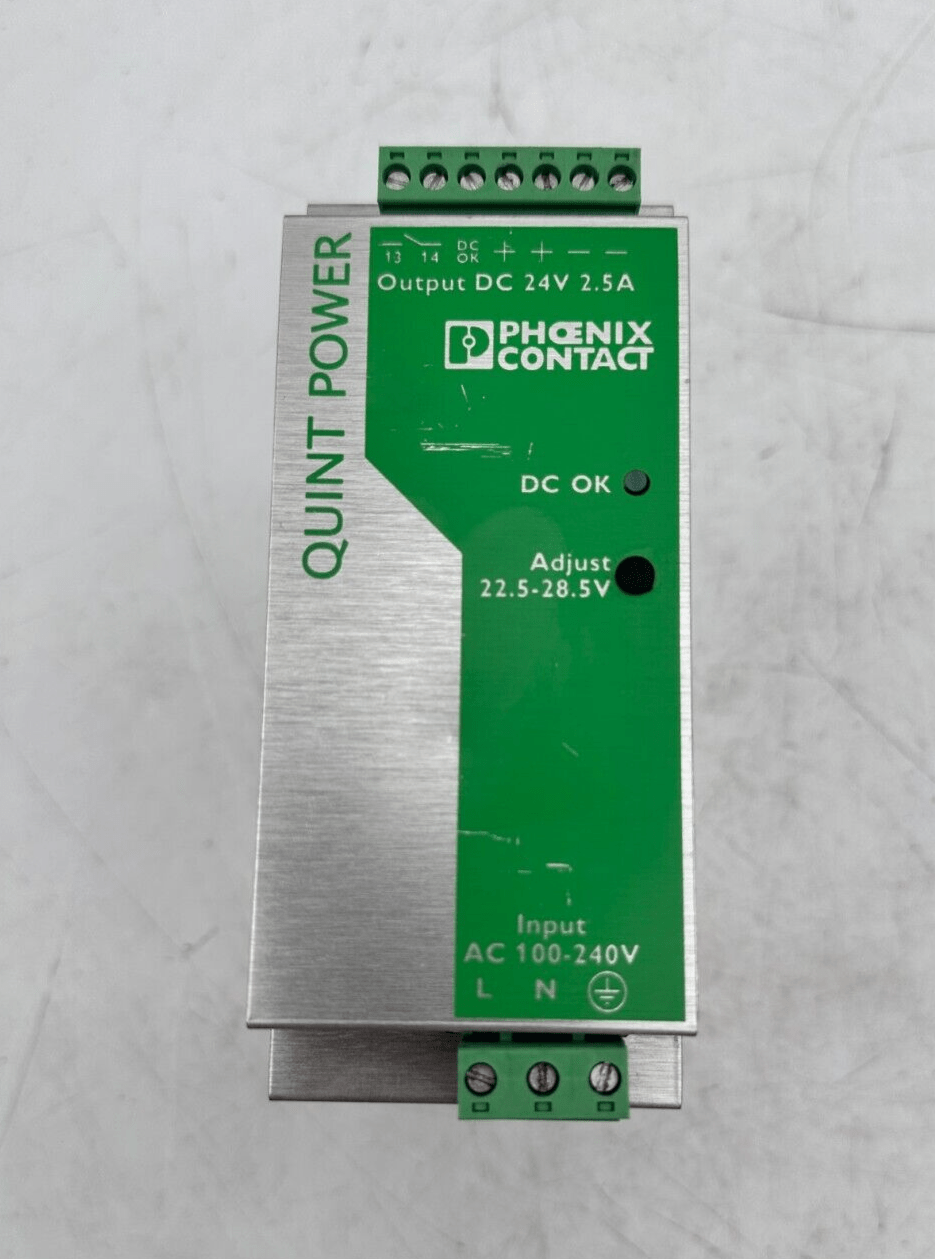 QUINT POWER
13 14 DC OK + + — —
Output DC 24V 2.5A
PHŒNIX
CONTACT
DC OK
Adjust
22.5-28.5V
Input
AC 100-240V
L N